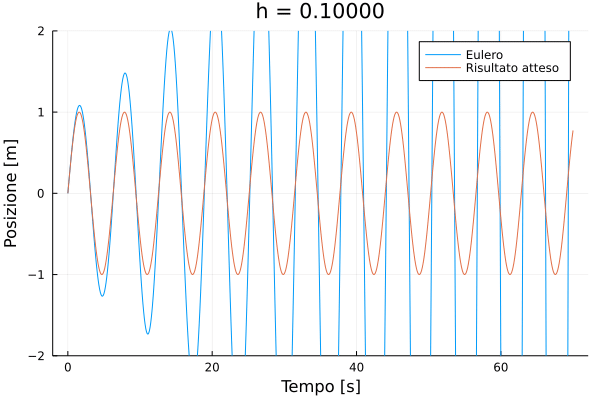 h = 0.10000
Eulero
Risultato atteso
Posizione [m]
2
1
0
−1
−2
0
20
40
60
Tempo [s]